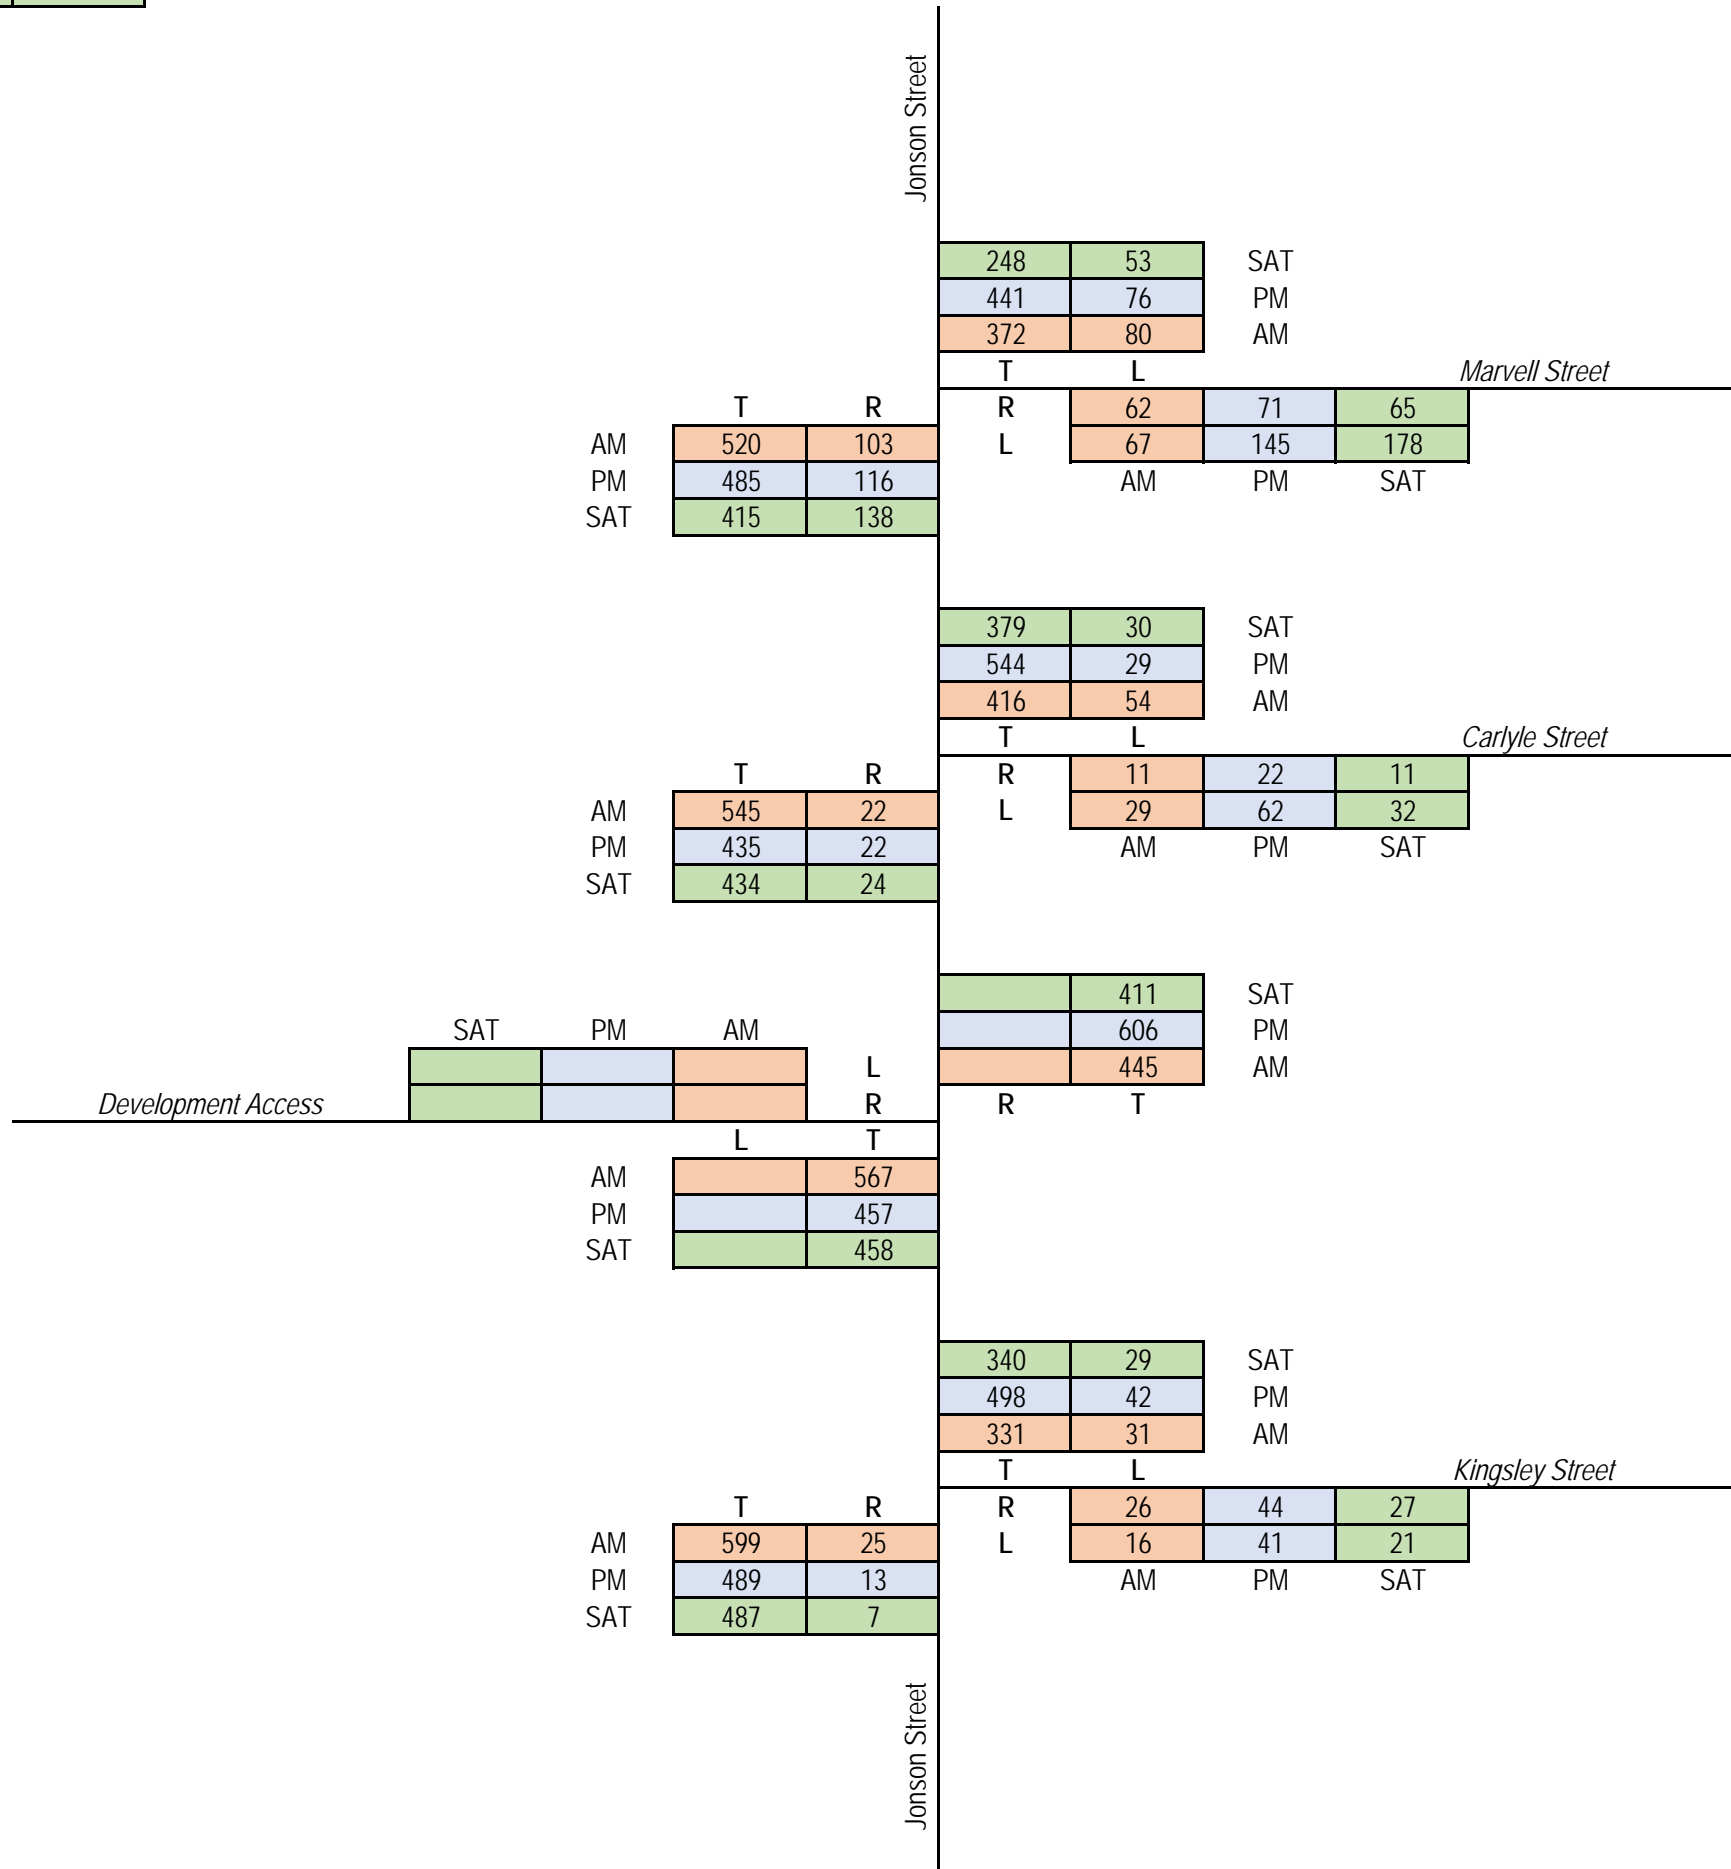 Jonson Street
248 53 SAT
441 76 PM
372 80 AM
T L Marvell Street
T R R 62 71 65
AM 520 103 L 67 145 178
PM 485 116 AM PM SAT
SAT 415 138
379 30 SAT
544 29 PM
416 54 AM
T L Carlyle Street
T R R 11 22 11
AM 545 22 L 29 62 32
PM 435 22 AM PM SAT
SAT 434 24
411 SAT
SAT PM AM 606 PM
L 445 AM
Development Access R R T
L T
AM 567
PM 457
SAT 458
340 29 SAT
498 42 PM
331 31 AM
T L Kingsley Street
T R R 26 44 27
AM 599 25 L 16 41 21
PM 489 13 AM PM SAT
SAT 487 7
Jonson Street